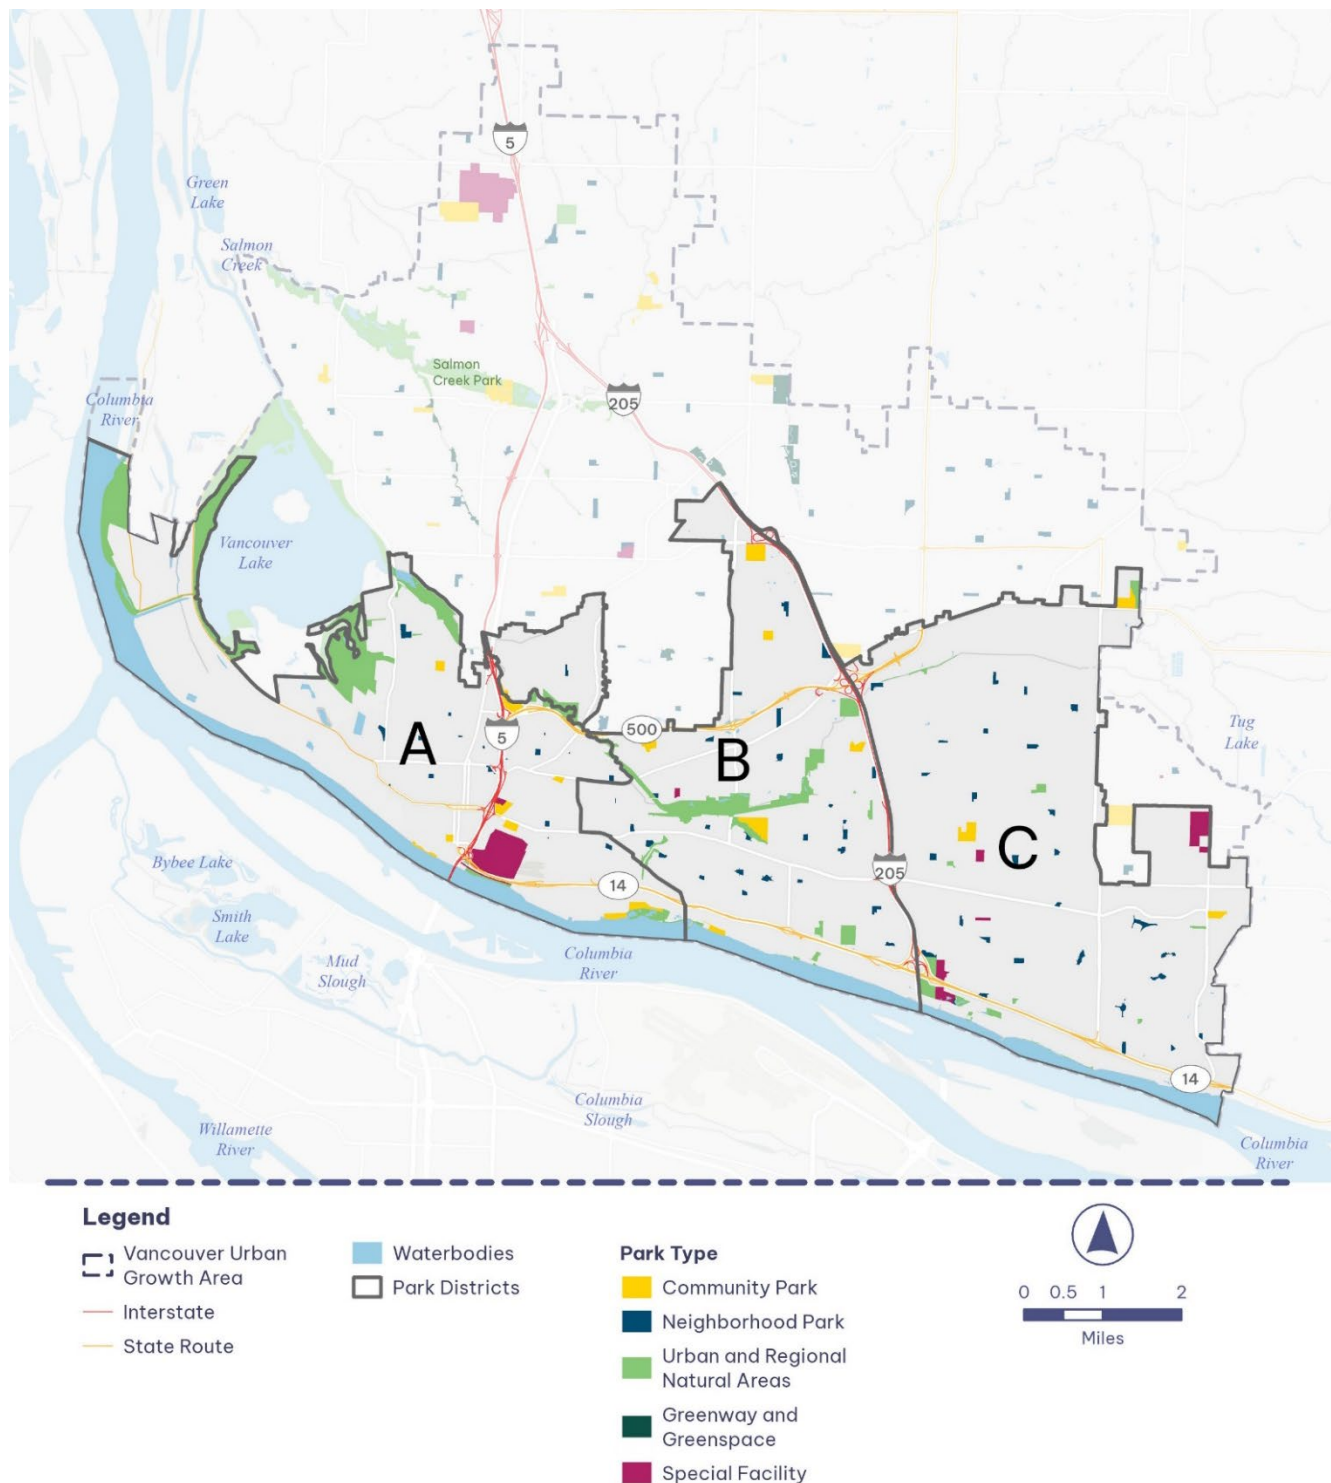 5
Green
Lake
Salmon
Creek
Salmon
Creek Park
205
Columbia
River
Vancouver
Lake
A
5
500
B
Tug
Lake
C
205
14
Bybee Lake
Smith
Lake
Mud
Slough
Columbia
River
14
Columbia
Slough
Willamette
River
Columbia
River
Legend
Vancouver Urban
Growth Area
Interstate
State Route
Waterbodies
Park Districts
Park Type
Community Park
Neighborhood Park
Urban and Regional
Natural Areas
Greenway and
Greenspace
Special Facility
0 0.5 1 2
Miles